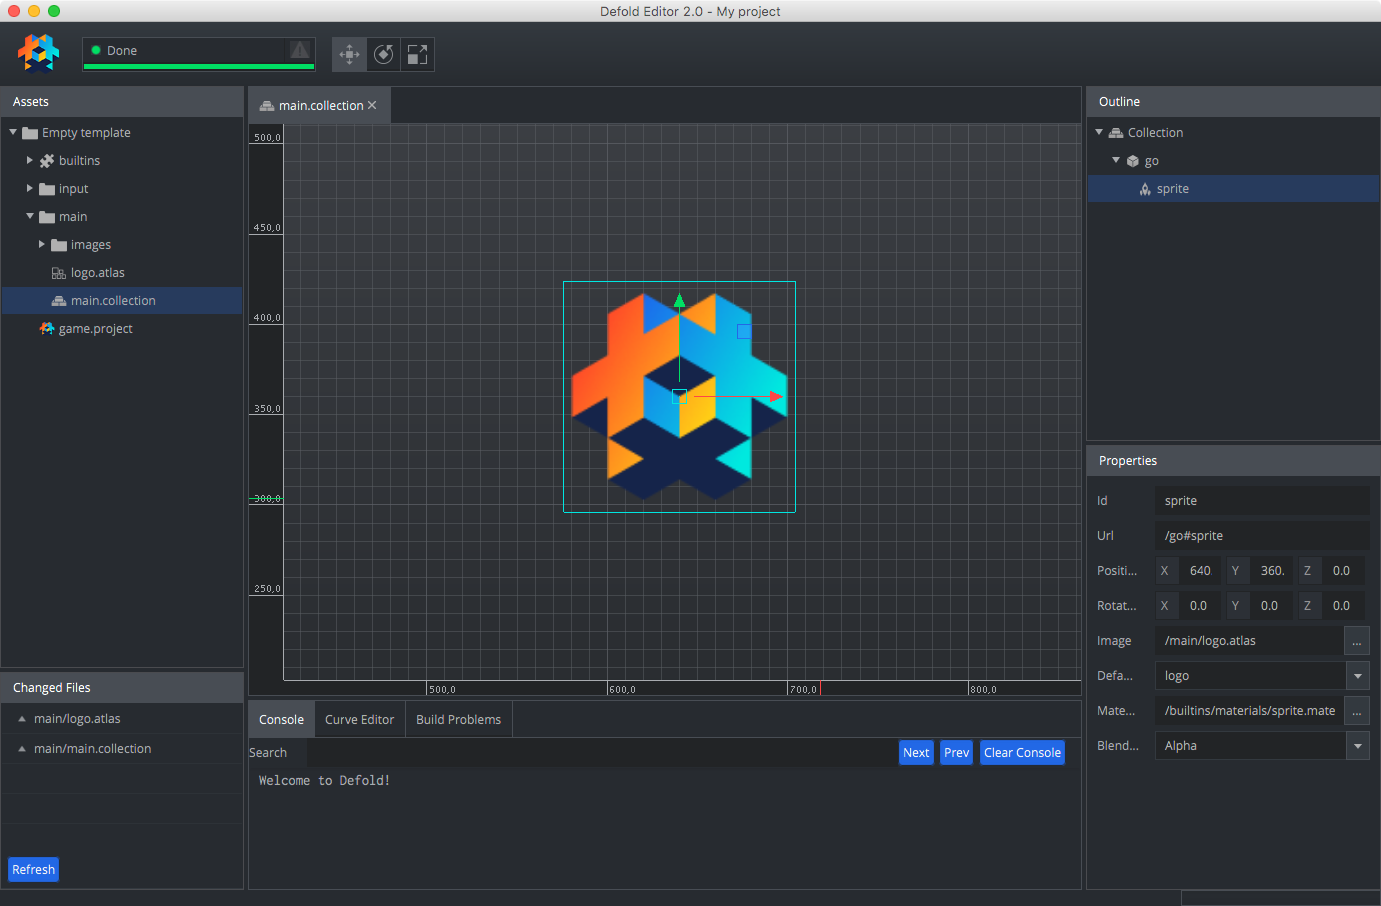 Defold Editor 2.0 - My project
Done
Assets
Empty template
builtins
input
main
images
logo.atlas
main.collection
game.project
Changed Files
main/logo.atlas
main/main.collection
Refresh
main.collection
500,0
450,0
400,0
350,0
300,0
250,0
500,0 600,0 700,0 800,0
Console Curve Editor Build Problems
Search Next Prev Clear Console
Welcome to Defold!
Outline
Collection
go
sprite
Properties
Id sprite
Url /go#sprite
Positi... X 640. Y 360. Z 0.0
Rotat... X 0.0 Y 0.0 Z 0.0
Image /main/logo.atlas ...
Defa... logo
Mate... /builtins/materials/sprite.mate ...
Blend... Alpha